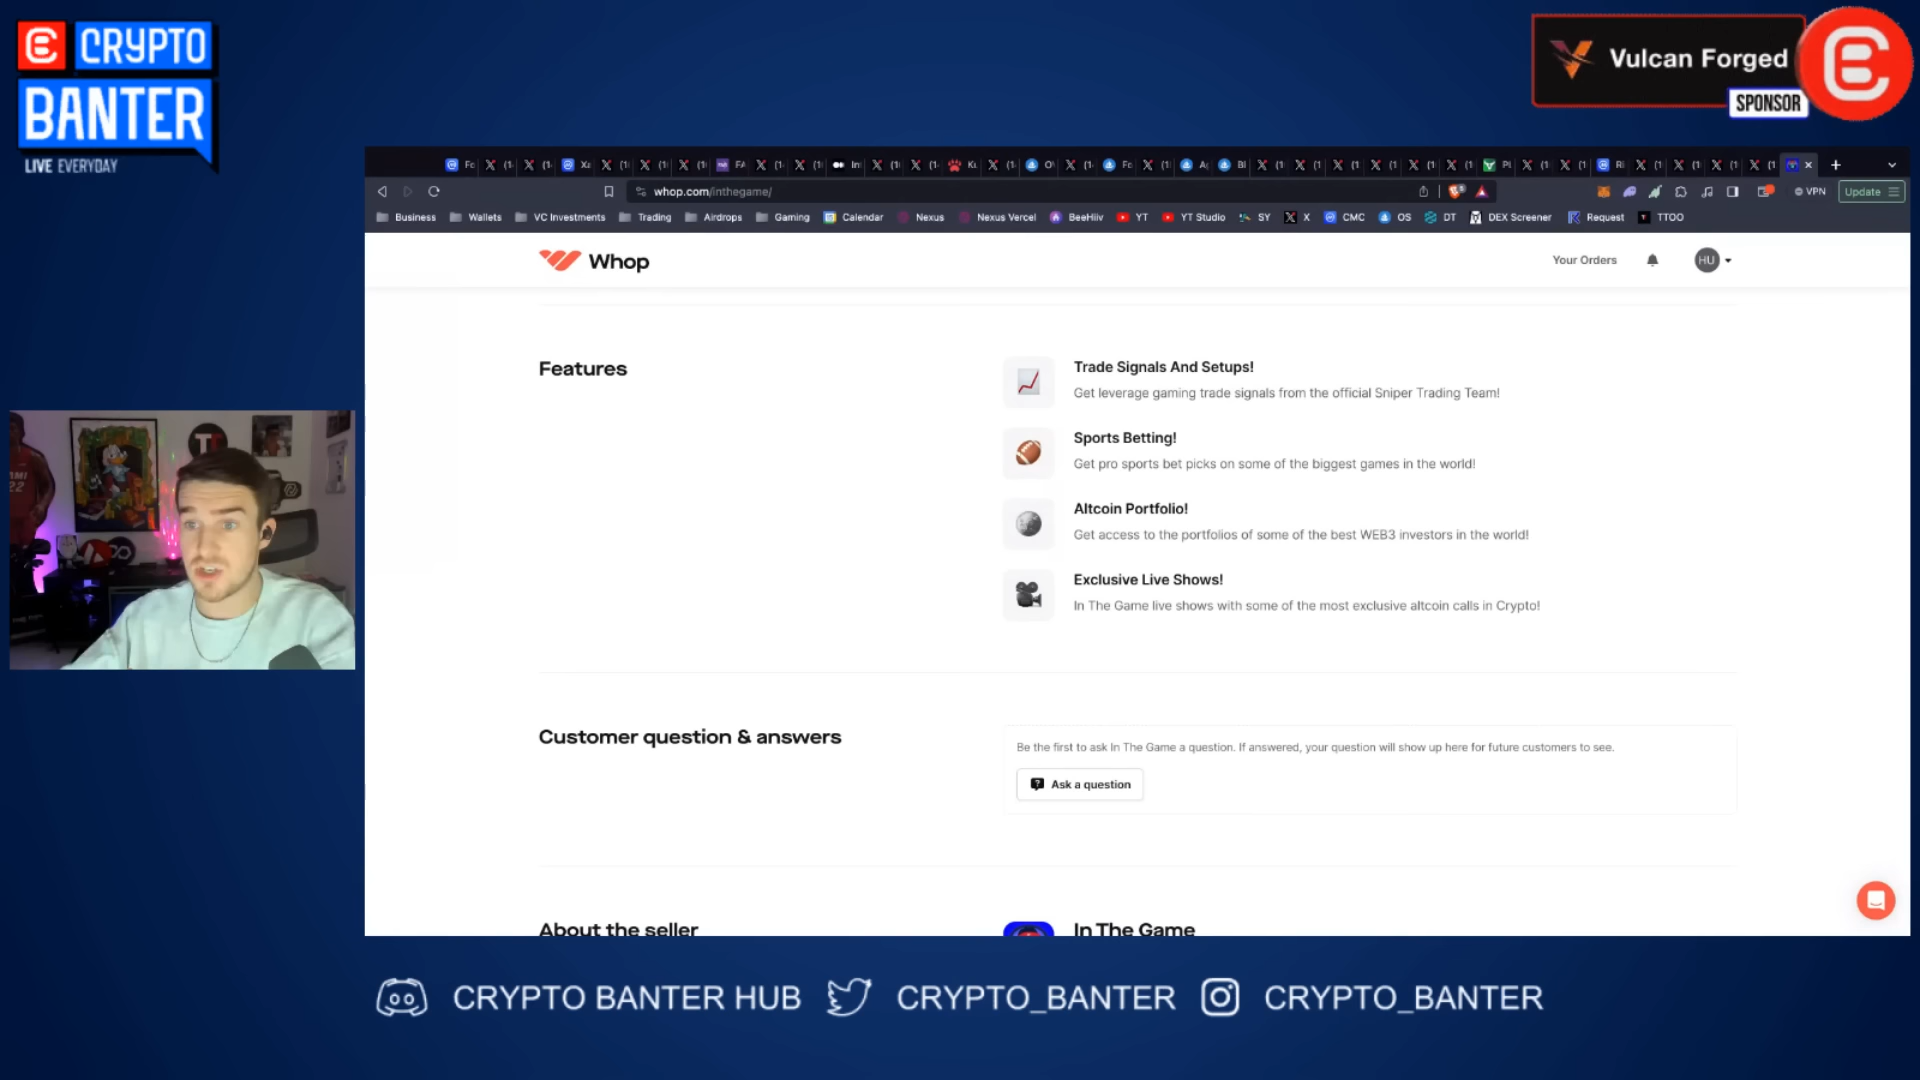 CRYPTO
BANTER
LIVE EVERYDAY
Vulcan Forged
SPONSOR
whop.com/inthegame/
VPN
Update
Business
Wallets
VC Investments
Trading
Airdrops
Gaming
Calendar
Nexus
Nexus Vercel
BeeHiiv
YT
YT Studio
SY
X
CMC
OS
DT
DEX Screener
Request
TTOO
Whop
Your Orders
HU
Features
Trade Signals And Setups!
Get leverage gaming trade signals from the official Sniper Trading Team!
Sports Betting!
Get pro sports bet picks on some of the biggest games in the world!
Altcoin Portfolio!
Get access to the portfolios of some of the best WEB3 investors in the world!
Exclusive Live Shows!
In The Game live shows with some of the most exclusive altcoin calls in Crypto!
Customer question & answers
Be the first to ask In The Game a question. If answered, your question will show up here for future customers to see.
Ask a question
About the seller
In The Game
CRYPTO BANTER HUB
CRYPTO_BANTER
CRYPTO_BANTER